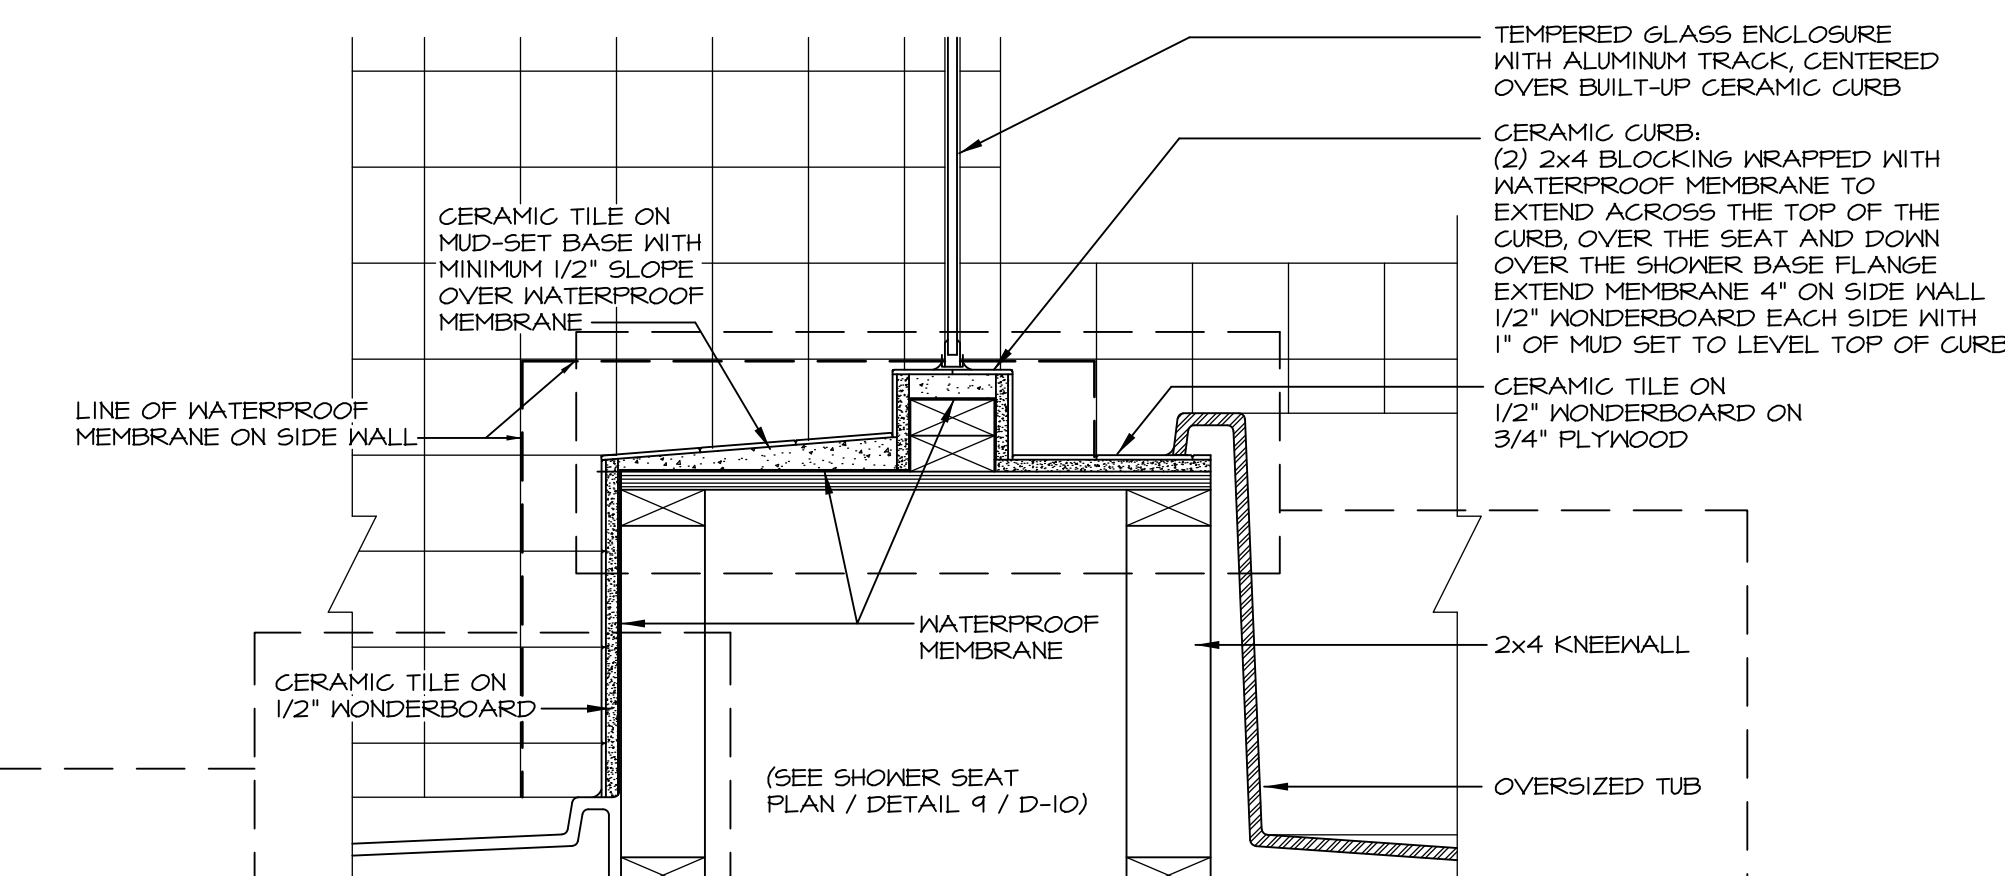 TEMPERED GLASS ENCLOSURE
WITH ALUMINUM TRACK, CENTERED
OVER BUILT-UP CERAMIC CURB
CERAMIC CURB:
(2) 2x4 BLOCKING WRAPPED WITH
WATERPROOF MEMBRANE TO
EXTEND ACROSS THE TOP OF THE
CURB, OVER THE SEAT AND DOWN
OVER THE SHOWER BASE FLANGE
EXTEND MEMBRANE 4" ON SIDE WALL
1/2" WONDERBOARD EACH SIDE WITH
1" OF MUD SET TO LEVEL TOP OF CURB
CERAMIC TILE ON
MUD-SET BASE WITH
MINIMUM 1/2" SLOPE
OVER WATERPROOF
MEMBRANE
CERAMIC TILE ON
1/2" WONDERBOARD ON
3/4" PLYWOOD
LINE OF WATERPROOF
MEMBRANE ON SIDE WALL
WATERPROOF
MEMBRANE
2x4 KNEEWALL
CERAMIC TILE ON
1/2" WONDERBOARD
(SEE SHOWER SEAT
PLAN / DETAIL 9 / D-10)
OVERSIZED TUB